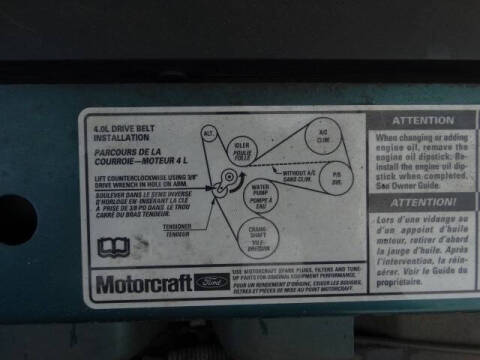 4.0L DRIVE BELT
INSTALLATION
PARCOURS DE LA
COURROIE—MOTEUR 4 L
LIFT COUNTERCLOCKWISE USING 3/8"
DRIVE WRENCH IN HOLE ON ARM.
SOULEVER DANS LE SENS INVERSE
D'HORLOGE EN-INSERANT LA CLÉ
A PRISE DE 3/8 PO DANS LE TROU
CARRÉ DU BRAS TENDEUR.
TENSIONER
TENDEUR
ALT.
IDLER
POULIE
FOLLE
A/C
CLIM.
WITHOUT A/C
SANS CLIM.
P/S
DIR.
WATER
PUMP
POMPE À
EAU
CRANK-
SHAFT
VILE-
Motorcraft
Ford
USE MOTORCRAFT SPARK PLUGS, FILTERS AND TUNE-
UP PARTS FOR ORIGINAL EQUIPMENT PERFORMANCE.
POUR UN RENDEMENT D'ORIGINE, EXIGER LES BOUGIES,
FILTRES ET PIÈCES DE MISE AU POINT MOTORCRAFT.
ATTENTION
When changing or adding
engine oil, remove the
engine oil dipstick. Re-
install the engine oil dip-
stick when completed.
See Owner Guide.
ATTENTION!
Lors d'une vidange ou
d'un appoint d'huile
moteur, retirer d'abord
la jauge d'huile. Après
l'intervention, la réin-
sérer. Voir le Guide du
propriétaire.